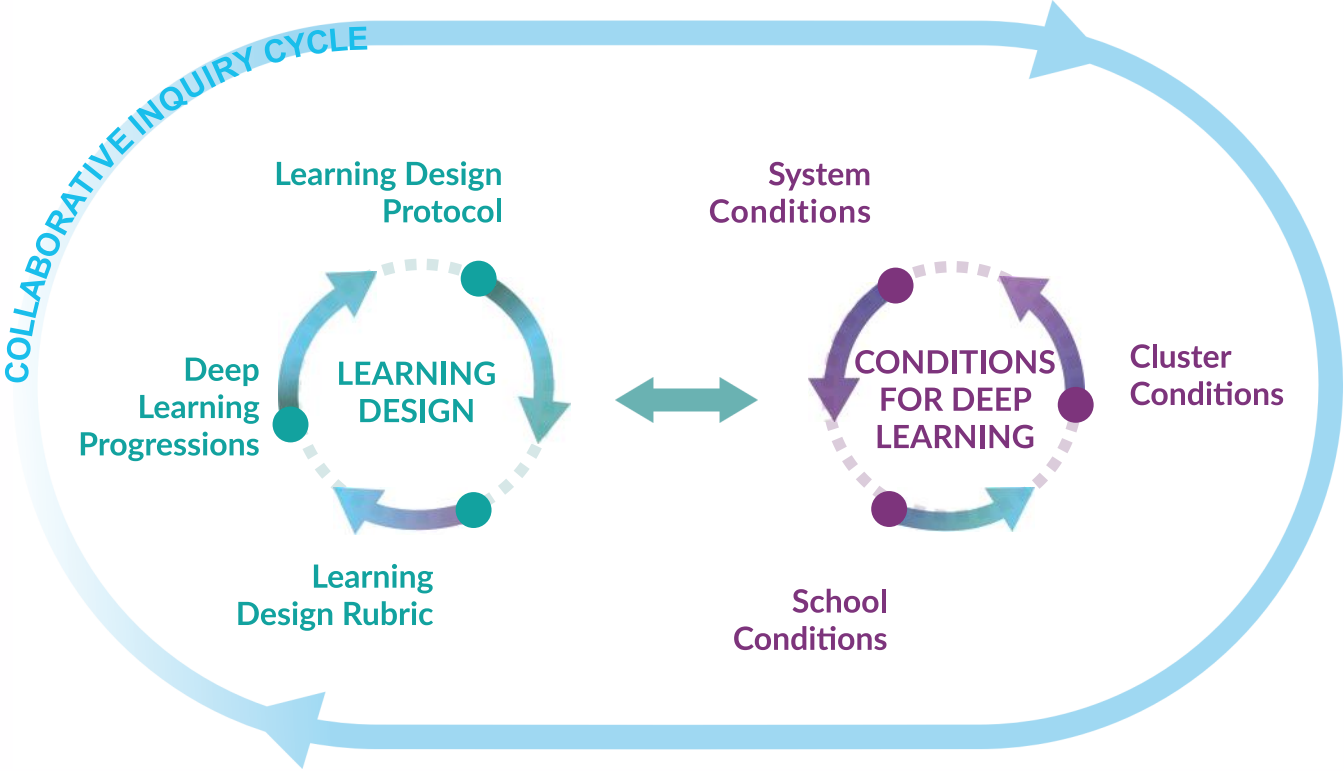 COLLABORATIVE INQUIRY CYCLE
Learning Design
Protocol
Deep
Learning
Progressions
LEARNING
DESIGN
Learning
Design Rubric
System
Conditions
CONDITIONS
FOR DEEP
LEARNING
Cluster
Conditions
School
Conditions